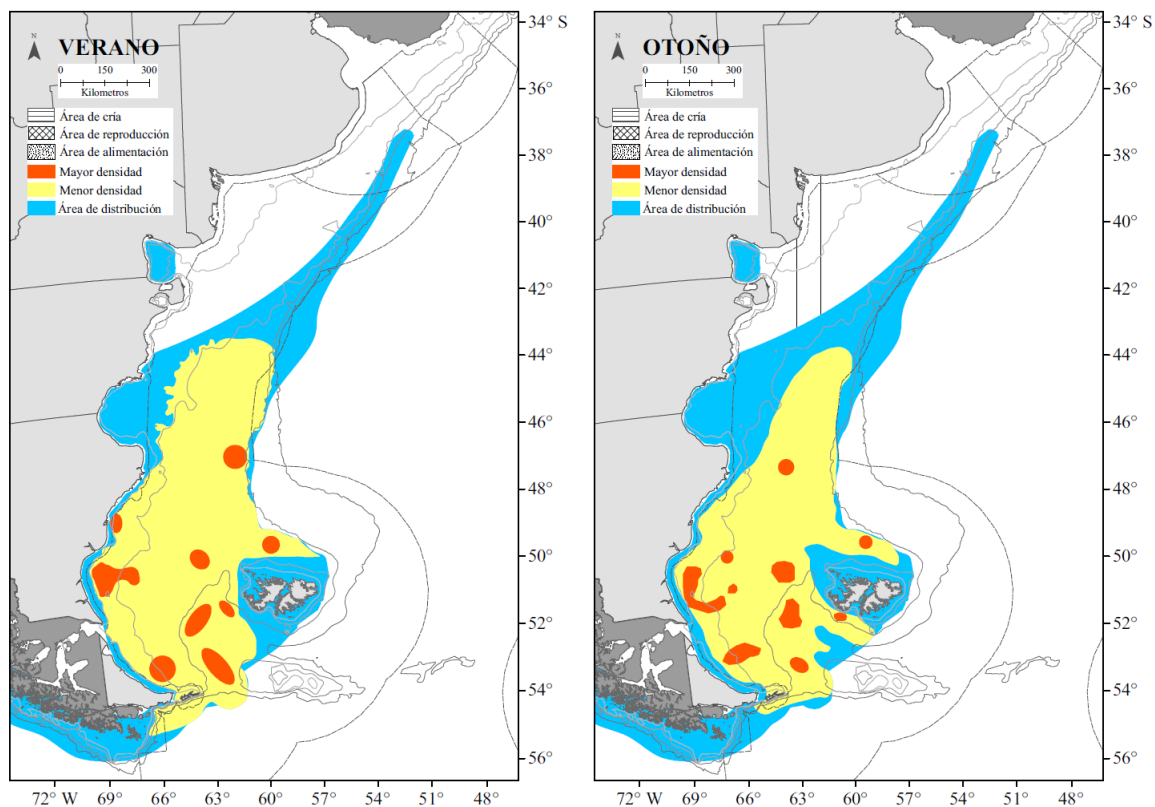 N
VERANO
0 150 300
Kilometros
Área de cría
Área de reproducción
Área de alimentación
Mayor densidad
Menor densidad
Área de distribución
N
OTOÑO
0 150 300
Kilometros
Área de cría
Área de reproducción
Área de alimentación
Mayor densidad
Menor densidad
Área de distribución
34° S
36°
38°
40°
42°
44°
46°
48°
50°
52°
54°
56°
34° S
36°
38°
40°
42°
44°
46°
48°
50°
52°
54°
56°
72° W 69° 66° 63° 60° 57° 54° 51° 48°
72° W 69° 66° 63° 60° 57° 54° 51° 48°